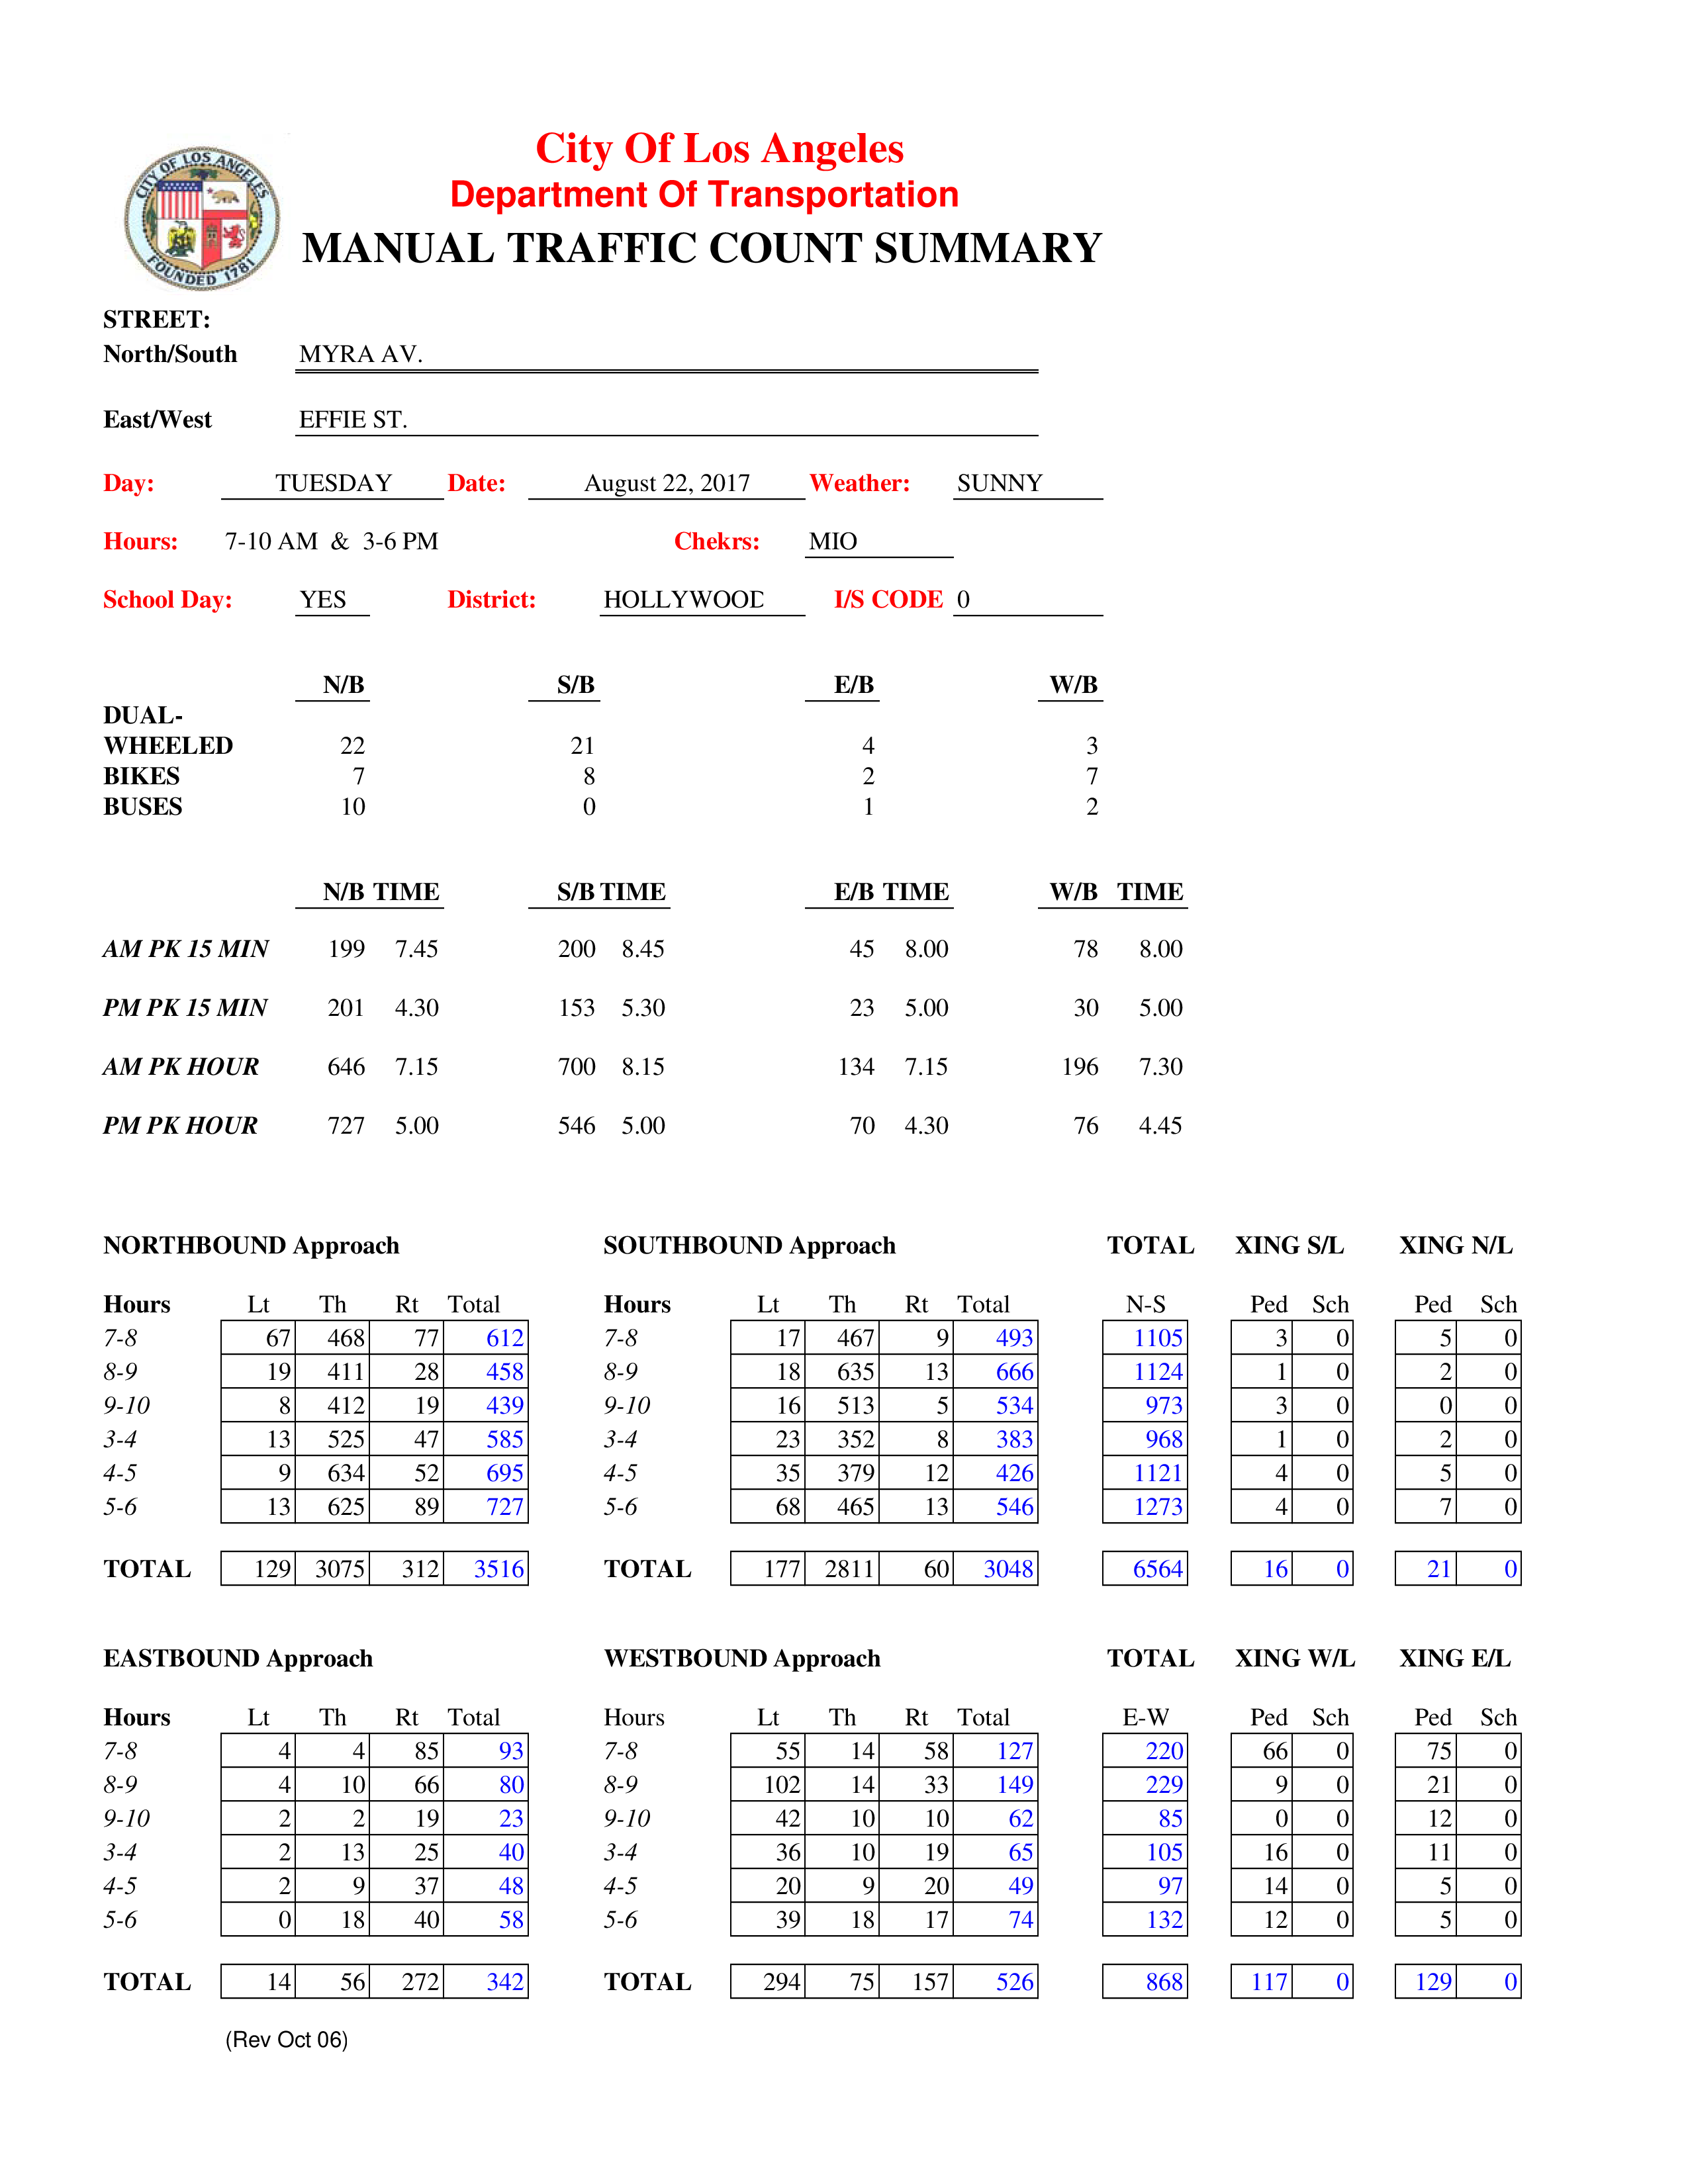 CITY OF LOS ANGELES
FOUNDED 1781
City Of Los Angeles
Department Of Transportation
MANUAL TRAFFIC COUNT SUMMARY
STREET:
North/South MYRA AV.
East/West EFFIE ST.
Day: TUESDAY Date: August 22, 2017 Weather: SUNNY
Hours: 7-10 AM & 3-6 PM Chekrs: MIO
School Day: YES District: HOLLYWOOD I/S CODE 0
N/B S/B E/B W/B
DUAL-
WHEELED 22 21 4 3
BIKES 7 8 2 7
BUSES 10 0 1 2
N/B TIME S/B TIME E/B TIME W/B TIME
AM PK 15 MIN 199 7.45 200 8.45 45 8.00 78 8.00
PM PK 15 MIN 201 4.30 153 5.30 23 5.00 30 5.00
AM PK HOUR 646 7.15 700 8.15 134 7.15 196 7.30
PM PK HOUR 727 5.00 546 5.00 70 4.30 76 4.45
NORTHBOUND Approach SOUTHBOUND Approach TOTAL XING S/L XING N/L
Hours Lt Th Rt Total Hours Lt Th Rt Total N-S Ped Sch Ped Sch
7-8 67 468 77 612 7-8 17 467 9 493 1105 3 0 5 0
8-9 19 411 28 458 8-9 18 635 13 666 1124 1 0 2 0
9-10 8 412 19 439 9-10 16 513 5 534 973 3 0 0 0
3-4 13 525 47 585 3-4 23 352 8 383 968 1 0 2 0
4-5 9 634 52 695 4-5 35 379 12 426 1121 4 0 5 0
5-6 13 625 89 727 5-6 68 465 13 546 1273 4 0 7 0
TOTAL 129 3075 312 3516 TOTAL 177 2811 60 3048 6564 16 0 21 0
EASTBOUND Approach WESTBOUND Approach TOTAL XING W/L XING E/L
Hours Lt Th Rt Total Hours Lt Th Rt Total E-W Ped Sch Ped Sch
7-8 4 4 85 93 7-8 55 14 58 127 220 66 0 75 0
8-9 4 10 66 80 8-9 102 14 33 149 229 9 0 21 0
9-10 2 2 19 23 9-10 42 10 10 62 85 0 0 12 0
3-4 2 13 25 40 3-4 36 10 19 65 105 16 0 11 0
4-5 2 9 37 48 4-5 20 9 20 49 97 14 0 5 0
5-6 0 18 40 58 5-6 39 18 17 74 132 12 0 5 0
TOTAL 14 56 272 342 TOTAL 294 75 157 526 868 117 0 129 0
(Rev Oct 06)